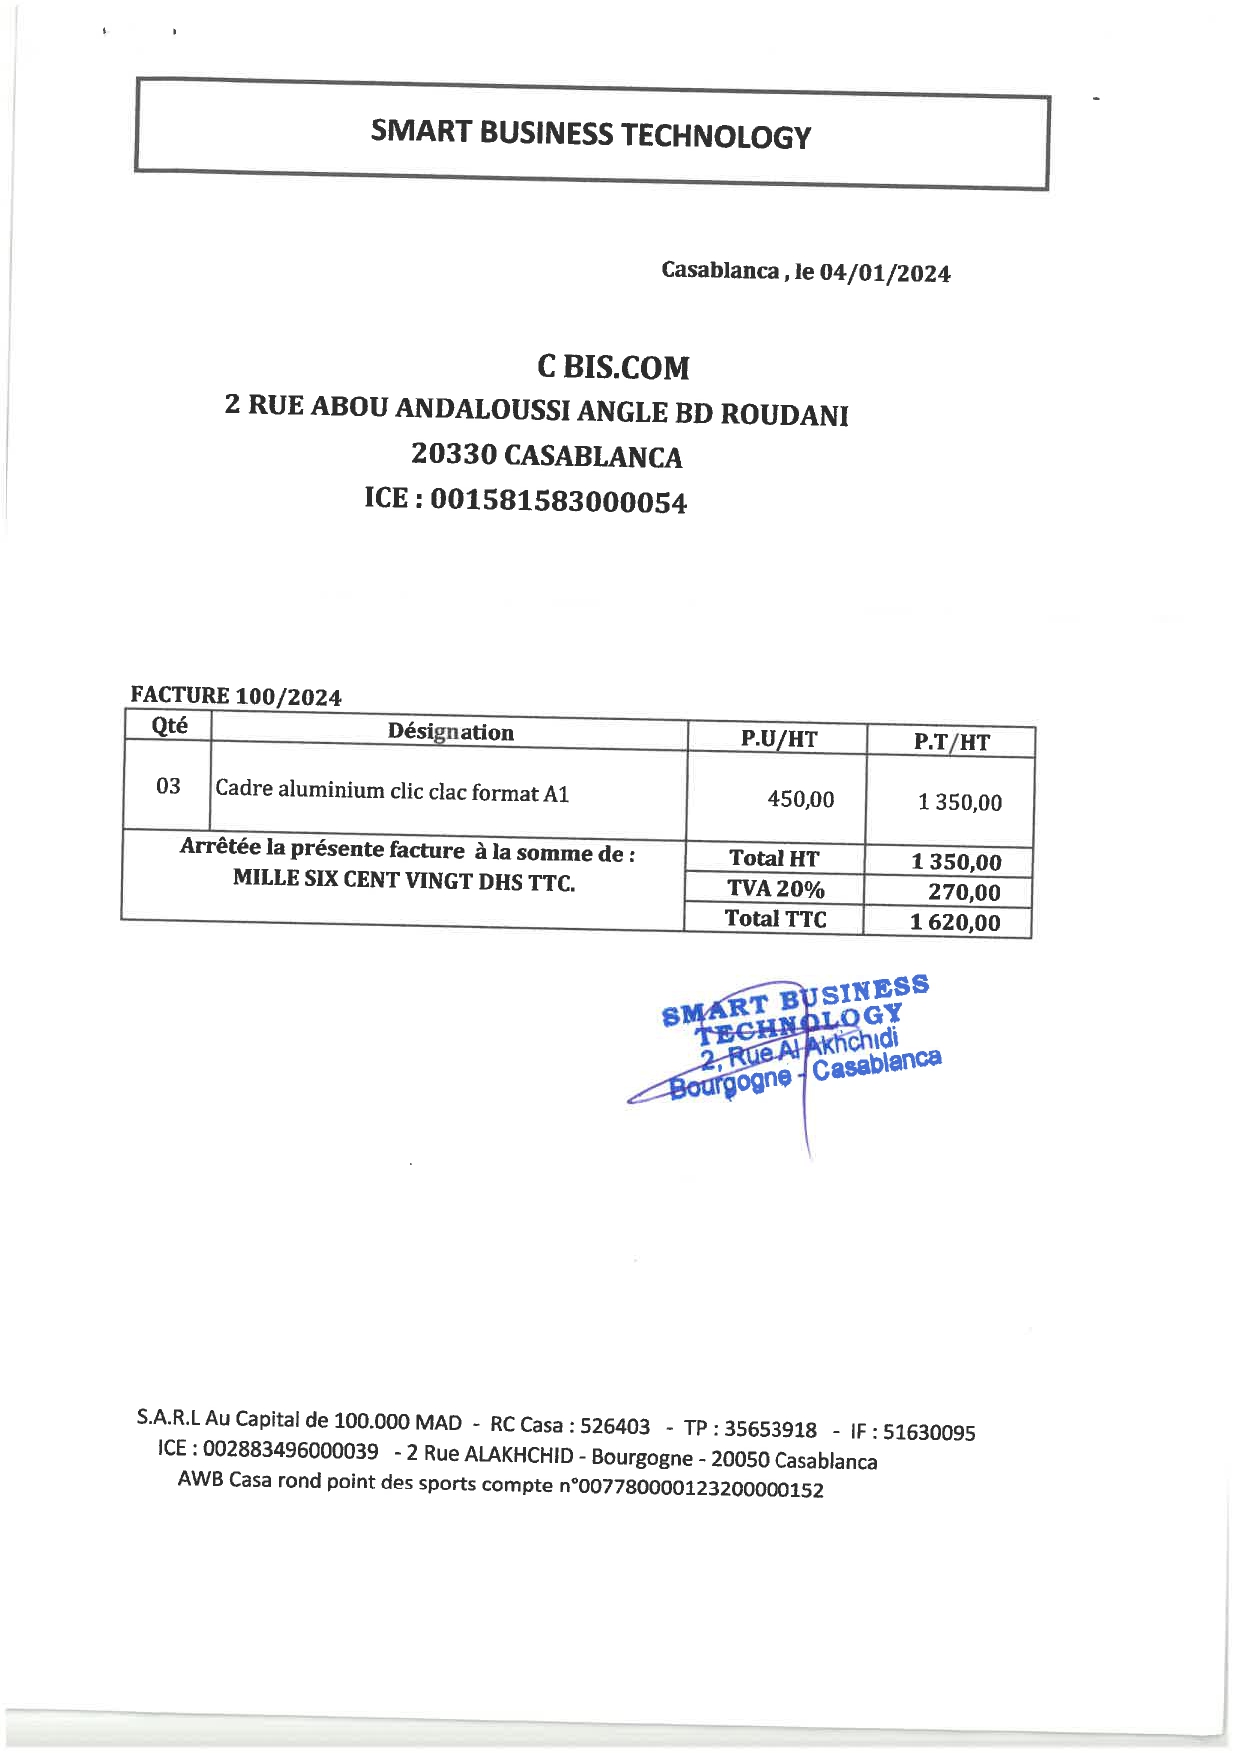 SMART BUSINESS TECHNOLOGY
Casablanca , le 04/01/2024
C BIS.COM
2 RUE ABOU ANDALOUSSI ANGLE BD ROUDANI
20330 CASABLANCA
ICE : 001581583000054
FACTURE 100/2024
Qté Désignation P.U/HT P.T/HT
03 Cadre aluminium clic clac format A1 450,00 1 350,00
Arrêtée la présente facture à la somme de :
MILLE SIX CENT VINGT DHS TTC.
Total HT 1 350,00
TVA 20% 270,00
Total TTC 1 620,00
SMART BUSINESS
TECHNOLOGY
2, Rue Al Akhchidi
Bourgogne - Casablanca
S.A.R.L Au Capital de 100.000 MAD - RC Casa : 526403 - TP : 35653918 - IF : 51630095
ICE : 002883496000039 - 2 Rue ALAKHCHID - Bourgogne - 20050 Casablanca
AWB Casa rond point des sports compte n°007780000123200000152